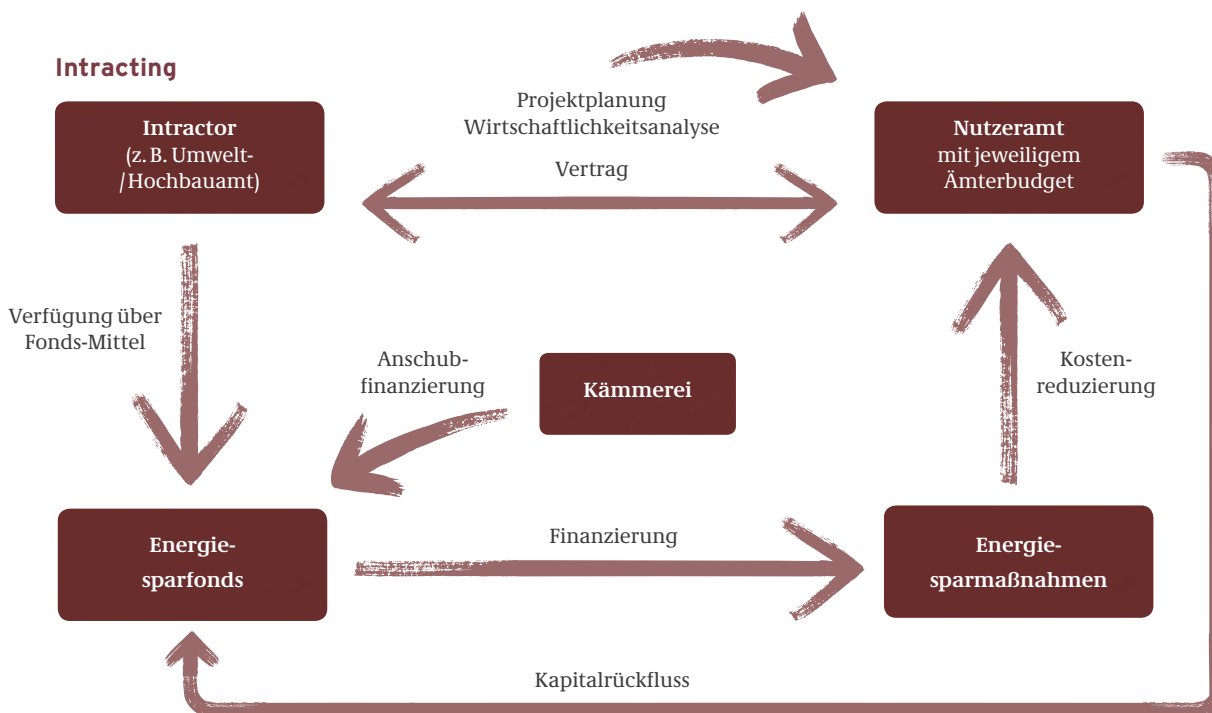 Intracting
Intractor
(z. B. Umwelt-
/Hochbauamt)
Projektplanung
Wirtschaftlichkeitsanalyse
Vertrag
Nutzeramt
mit jeweiligem
Ämterbudget
Verfügung über
Fonds-Mittel
Anschub-
finanzierung
Kämmerei
Kosten-
reduzierung
Energie-
sparfonds
Finanzierung
Energie-
sparmaßnahmen
Kapitalrückfluss